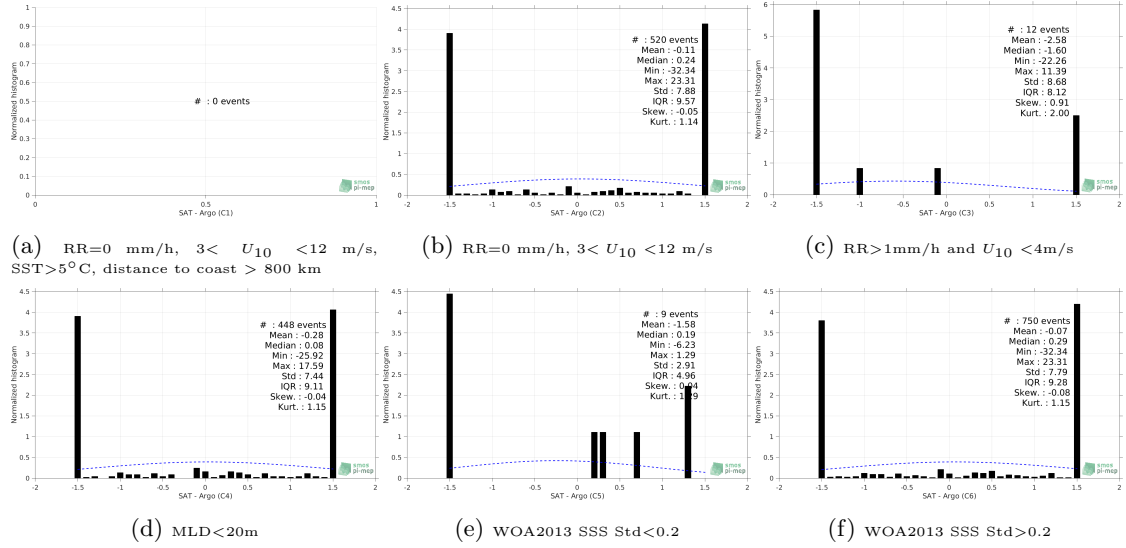 1
0.9
0.8
0.7
0.6
0.5
0.4
0.3
0.2
0.1
0
Normalized histogram
# : 0 events
smos
pi-mep
0 0.5 1
SAT - Argo (C1)
(a) RR=0 mm/h, 3< U10 <12 m/s,
SST>5°C, distance to coast > 800 km
4.5
4
3.5
3
2.5
2
1.5
1
0.5
0
Normalized histogram
# : 520 events
Mean : -0.11
Median : 0.24
Min : -32.34
Max : 23.31
Std : 7.88
IQR : 9.57
Skew. : -0.05
Kurt. : 1.14
smos
pi-mep
-2 -1.5 -1 -0.5 0 0.5 1 1.5 2
SAT - Argo (C2)
(b) RR=0 mm/h, 3< U10 <12 m/s
6
5
4
3
2
1
0
Normalized histogram
# : 12 events
Mean : -2.58
Median : -1.60
Min : -22.26
Max : 11.39
Std : 8.68
IQR : 8.12
Skew. : 0.91
Kurt. : 2.00
smos
pi-mep
-2 -1.5 -1 -0.5 0 0.5 1 1.5 2
SAT - Argo (C3)
(c) RR>1mm/h and U10 <4m/s
4.5
4
3.5
3
2.5
2
1.5
1
0.5
0
Normalized histogram
# : 448 events
Mean : -0.28
Median : 0.08
Min : -25.92
Max : 17.59
Std : 7.44
IQR : 9.11
Skew. : -0.04
Kurt. : 1.15
smos
pi-mep
-2 -1.5 -1 -0.5 0 0.5 1 1.5 2
SAT - Argo (C4)
(d) MLD<20m
4.5
4
3.5
3
2.5
2
1.5
1
0.5
0
Normalized histogram
# : 9 events
Mean : -1.58
Median : 0.19
Min : -6.23
Max : 1.29
Std : 2.91
IQR : 4.96
Skew. :
Kurt. :
smos
pi-mep
-2 -1.5 -1 -0.5 0 0.5 1 1.5 2
SAT - Argo (C5)
(e) WOA2013 SSS Std<0.2
4.5
4
3.5
3
2.5
2
1.5
1
0.5
0
Normalized histogram
# : 750 events
Mean : -0.07
Median : 0.29
Min : -32.34
Max : 23.31
Std : 7.79
IQR : 9.28
Skew. : -0.08
Kurt. : 1.15
smos
pi-mep
-2 -1.5 -1 -0.5 0 0.5 1 1.5 2
SAT - Argo (C6)
(f) WOA2013 SSS Std>0.2